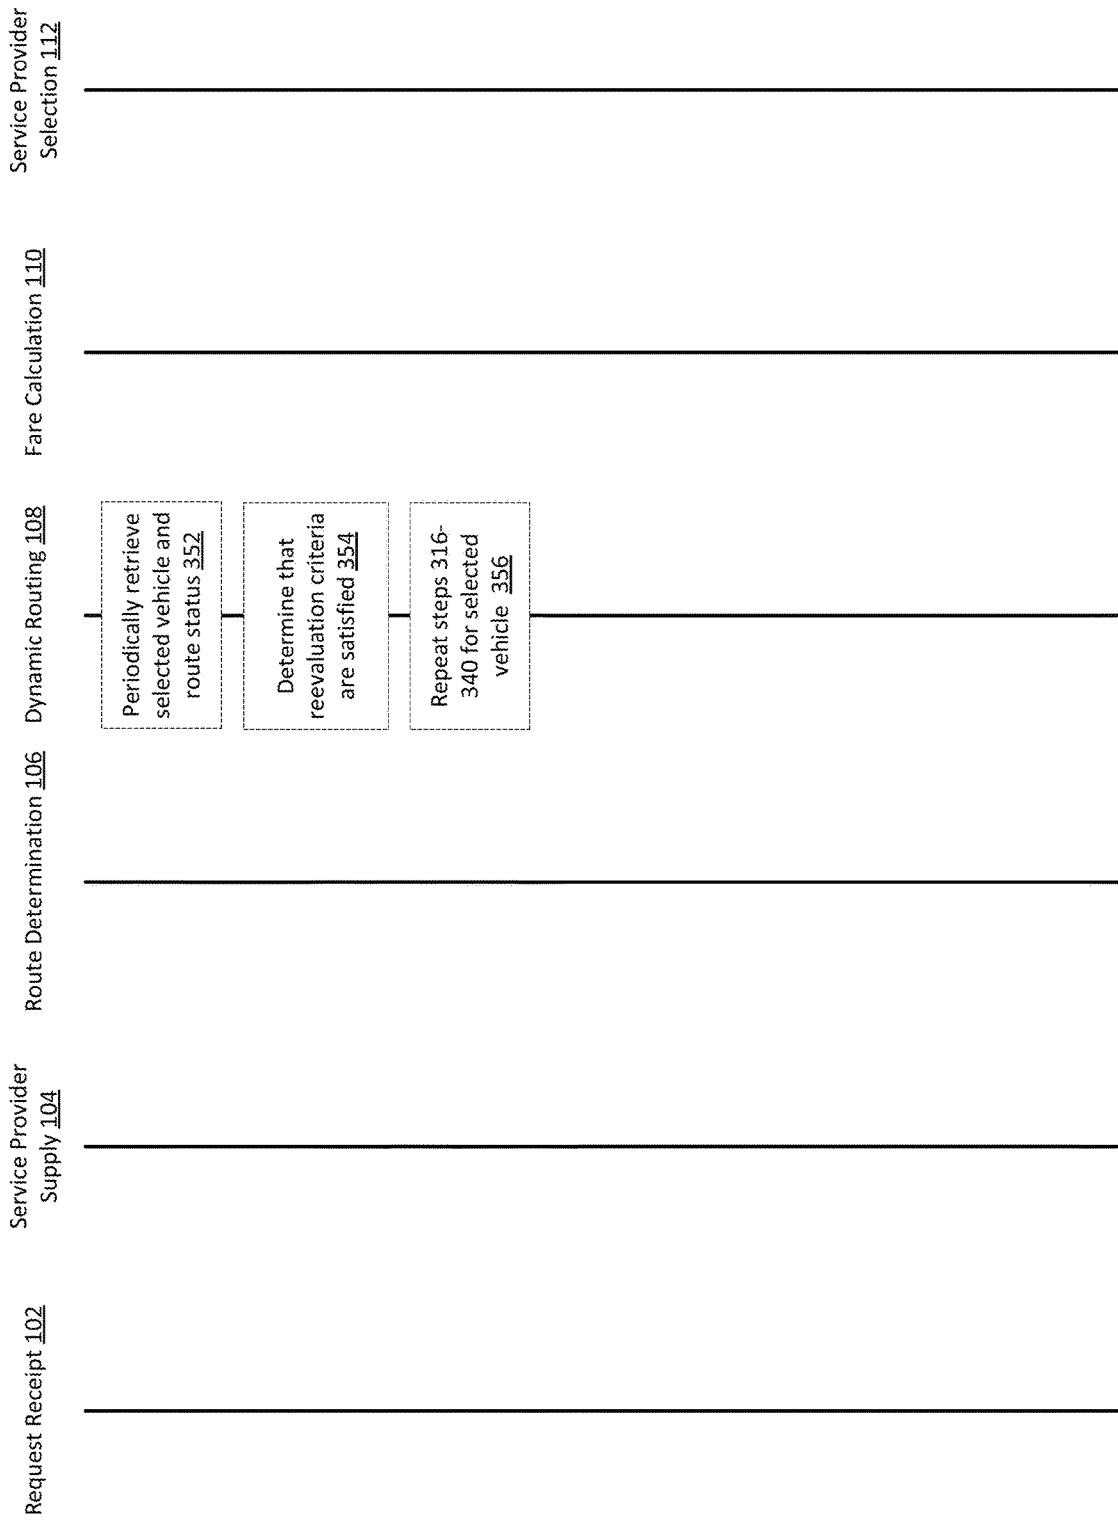 Request Receipt 102
Service Provider
Supply 104
Route Determination 106
Dynamic Routing 108
Fare Calculation 110
Service Provider
Selection 112
Periodically retrieve
selected vehicle and
route status 352
Determine that
reevaluation criteria
are satisfied 354
Repeat steps 316-
340 for selected
vehicle 356